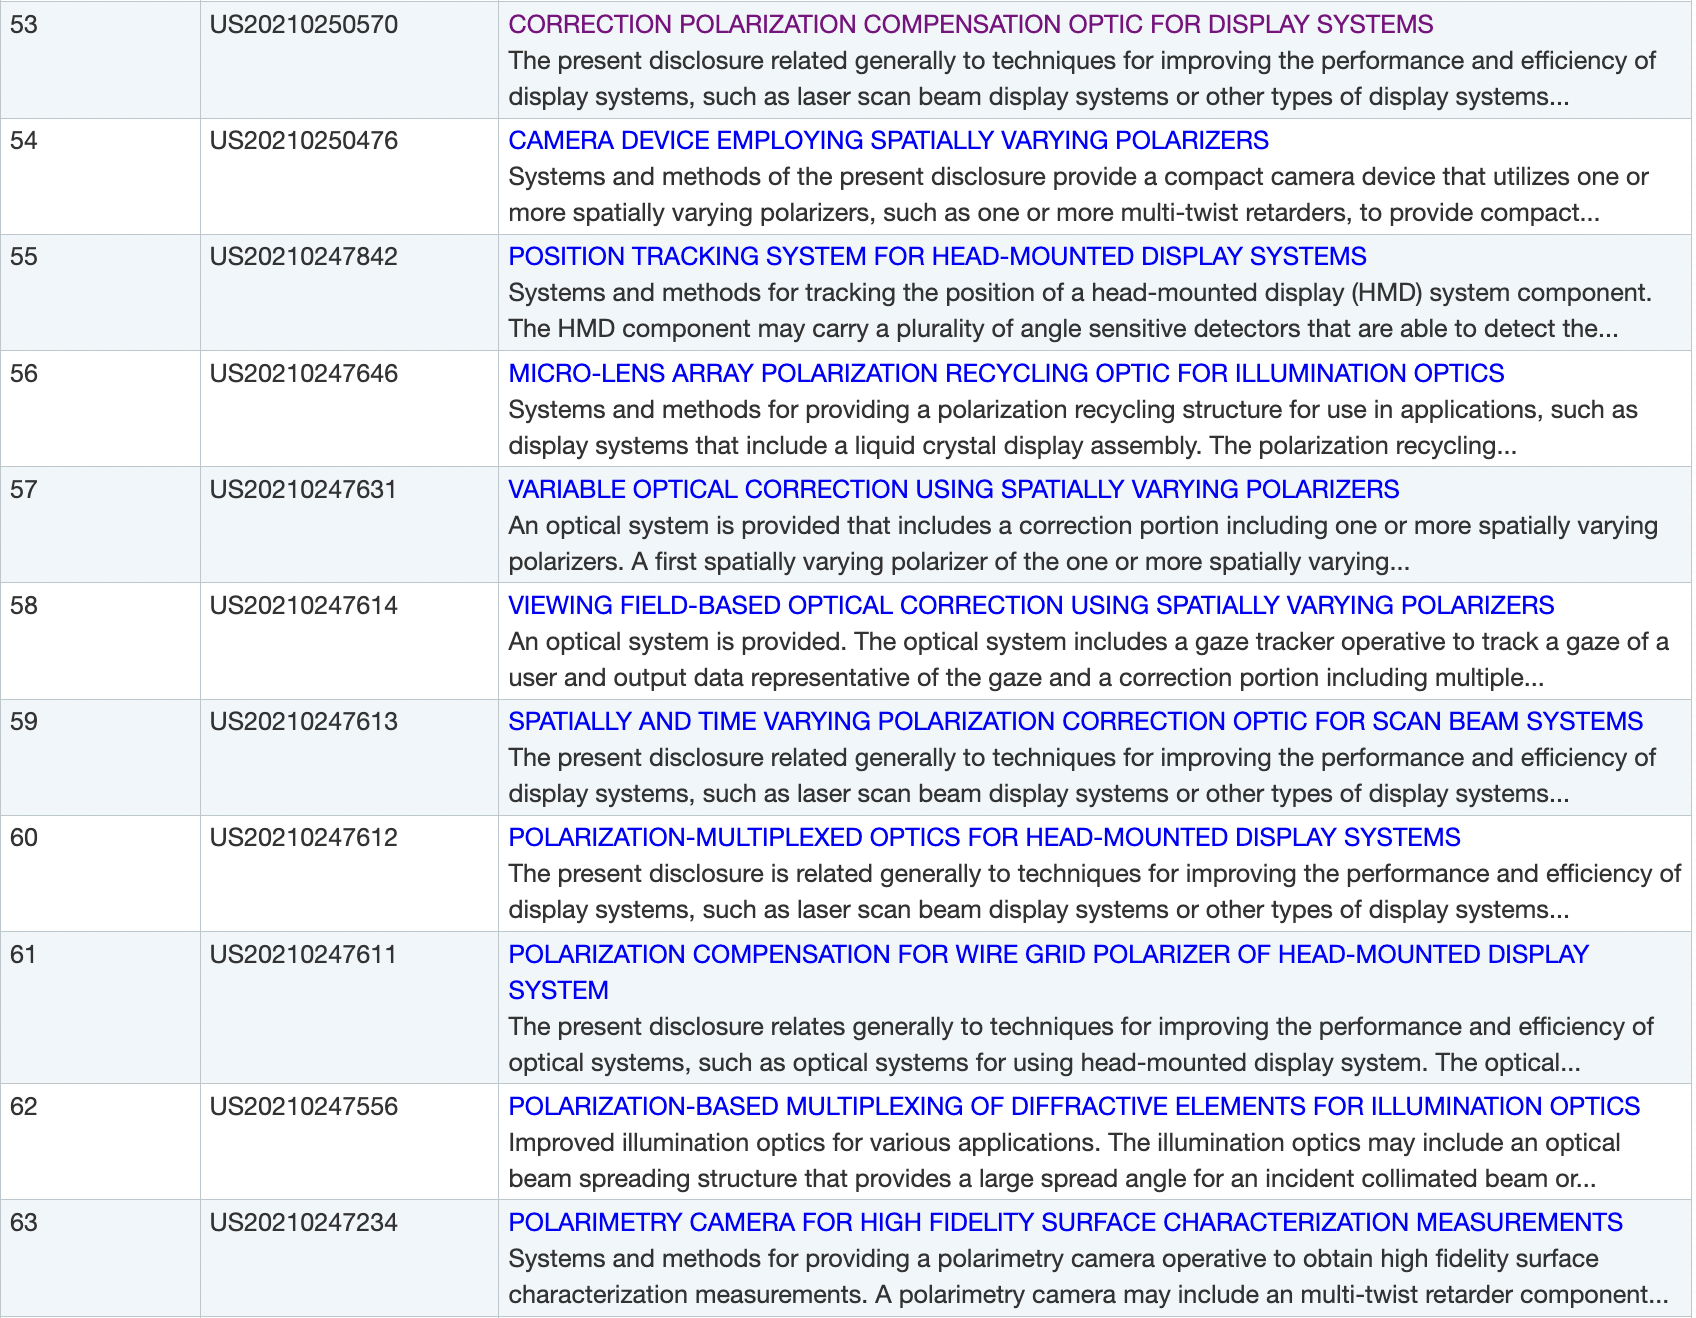 53 US20210250570 CORRECTION POLARIZATION COMPENSATION OPTIC FOR DISPLAY SYSTEMS
The present disclosure related generally to techniques for improving the performance and efficiency of
display systems, such as laser scan beam display systems or other types of display systems...
54 US20210250476 CAMERA DEVICE EMPLOYING SPATIALLY VARYING POLARIZERS
Systems and methods of the present disclosure provide a compact camera device that utilizes one or
more spatially varying polarizers, such as one or more multi-twist retarders, to provide compact...
55 US20210247842 POSITION TRACKING SYSTEM FOR HEAD-MOUNTED DISPLAY SYSTEMS
Systems and methods for tracking the position of a head-mounted display (HMD) system component.
The HMD component may carry a plurality of angle sensitive detectors that are able to detect the...
56 US20210247646 MICRO-LENS ARRAY POLARIZATION RECYCLING OPTIC FOR ILLUMINATION OPTICS
Systems and methods for providing a polarization recycling structure for use in applications, such as
display systems that include a liquid crystal display assembly. The polarization recycling...
57 US20210247631 VARIABLE OPTICAL CORRECTION USING SPATIALLY VARYING POLARIZERS
An optical system is provided that includes a correction portion including one or more spatially varying
polarizers. A first spatially varying polarizer of the one or more spatially varying...
58 US20210247614 VIEWING FIELD-BASED OPTICAL CORRECTION USING SPATIALLY VARYING POLARIZERS
An optical system is provided. The optical system includes a gaze tracker operative to track a gaze of a
user and output data representative of the gaze and a correction portion including multiple...
59 US20210247613 SPATIALLY AND TIME VARYING POLARIZATION CORRECTION OPTIC FOR SCAN BEAM SYSTEMS
The present disclosure related generally to techniques for improving the performance and efficiency of
display systems, such as laser scan beam display systems or other types of display systems...
60 US20210247612 POLARIZATION-MULTIPLEXED OPTICS FOR HEAD-MOUNTED DISPLAY SYSTEMS
The present disclosure is related generally to techniques for improving the performance and efficiency of
display systems, such as laser scan beam display systems or other types of display systems...
61 US20210247611 POLARIZATION COMPENSATION FOR WIRE GRID POLARIZER OF HEAD-MOUNTED DISPLAY
SYSTEM
The present disclosure relates generally to techniques for improving the performance and efficiency of
optical systems, such as optical systems for using head-mounted display system. The optical...
62 US20210247556 POLARIZATION-BASED MULTIPLEXING OF DIFFRACTIVE ELEMENTS FOR ILLUMINATION OPTICS
Improved illumination optics for various applications. The illumination optics may include an optical
beam spreading structure that provides a large spread angle for an incident collimated beam or...
63 US20210247234 POLARIMETRY CAMERA FOR HIGH FIDELITY SURFACE CHARACTERIZATION MEASUREMENTS
Systems and methods for providing a polarimetry camera operative to obtain high fidelity surface
characterization measurements. A polarimetry camera may include an multi-twist retarder component...